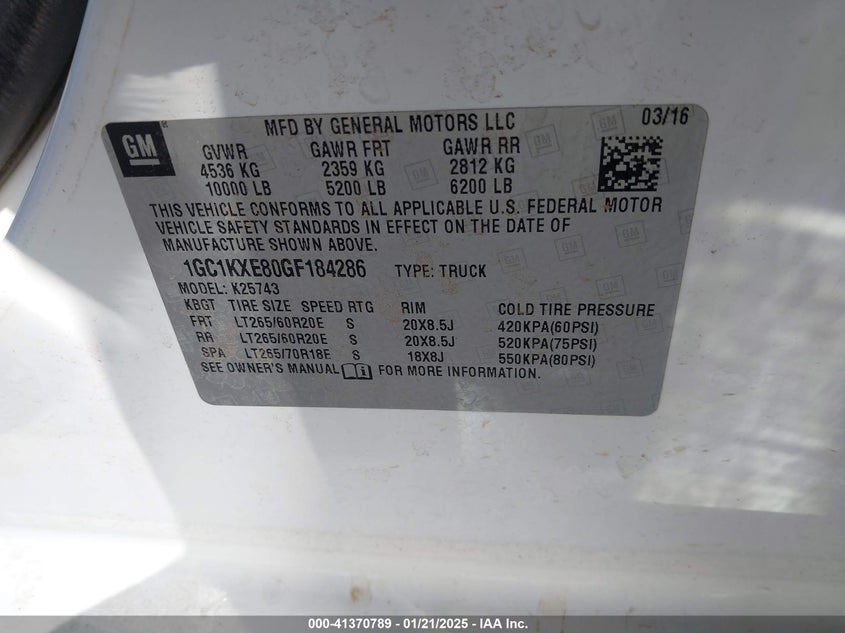 GM
MFD BY GENERAL MOTORS LLC 03/16
GVWR GAWR FRT GAWR RR
4536 KG 2359 KG 2812 KG
10000 LB 5200 LB 6200 LB
THIS VEHICLE CONFORMS TO ALL APPLICABLE U.S. FEDERAL MOTOR
VEHICLE SAFETY STANDARDS IN EFFECT ON THE DATE OF
MANUFACTURE SHOWN ABOVE.
1GC1KXE80GF184286 TYPE: TRUCK
MODEL: K25743
KBGT TIRE SIZE SPEED RTG RIM COLD TIRE PRESSURE
FRT LT265/60R20E S 20X8.5J 420KPA(60PSI)
RR LT265/60R20E S 20X8.5J 520KPA(75PSI)
SPA LT265/70R18E S 18X8J 550KPA(80PSI)
SEE OWNER'S MANUAL FOR MORE INFORMATION.
000-41370789 - 01/21/2025 - IAA Inc.